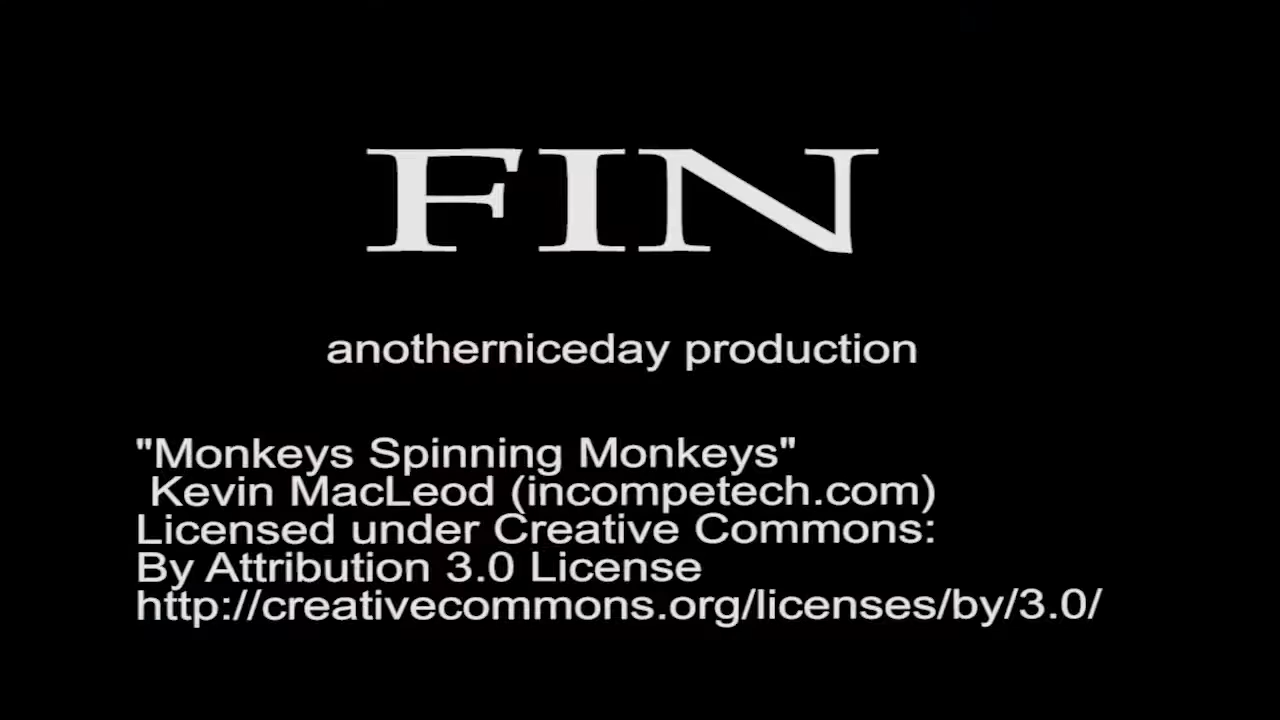 FIN
anotherniceday production
"Monkeys Spinning Monkeys"
Kevin MacLeod (incompetech.com)
Licensed under Creative Commons:
By Attribution 3.0 License
http://creativecommons.org/licenses/by/3.0/